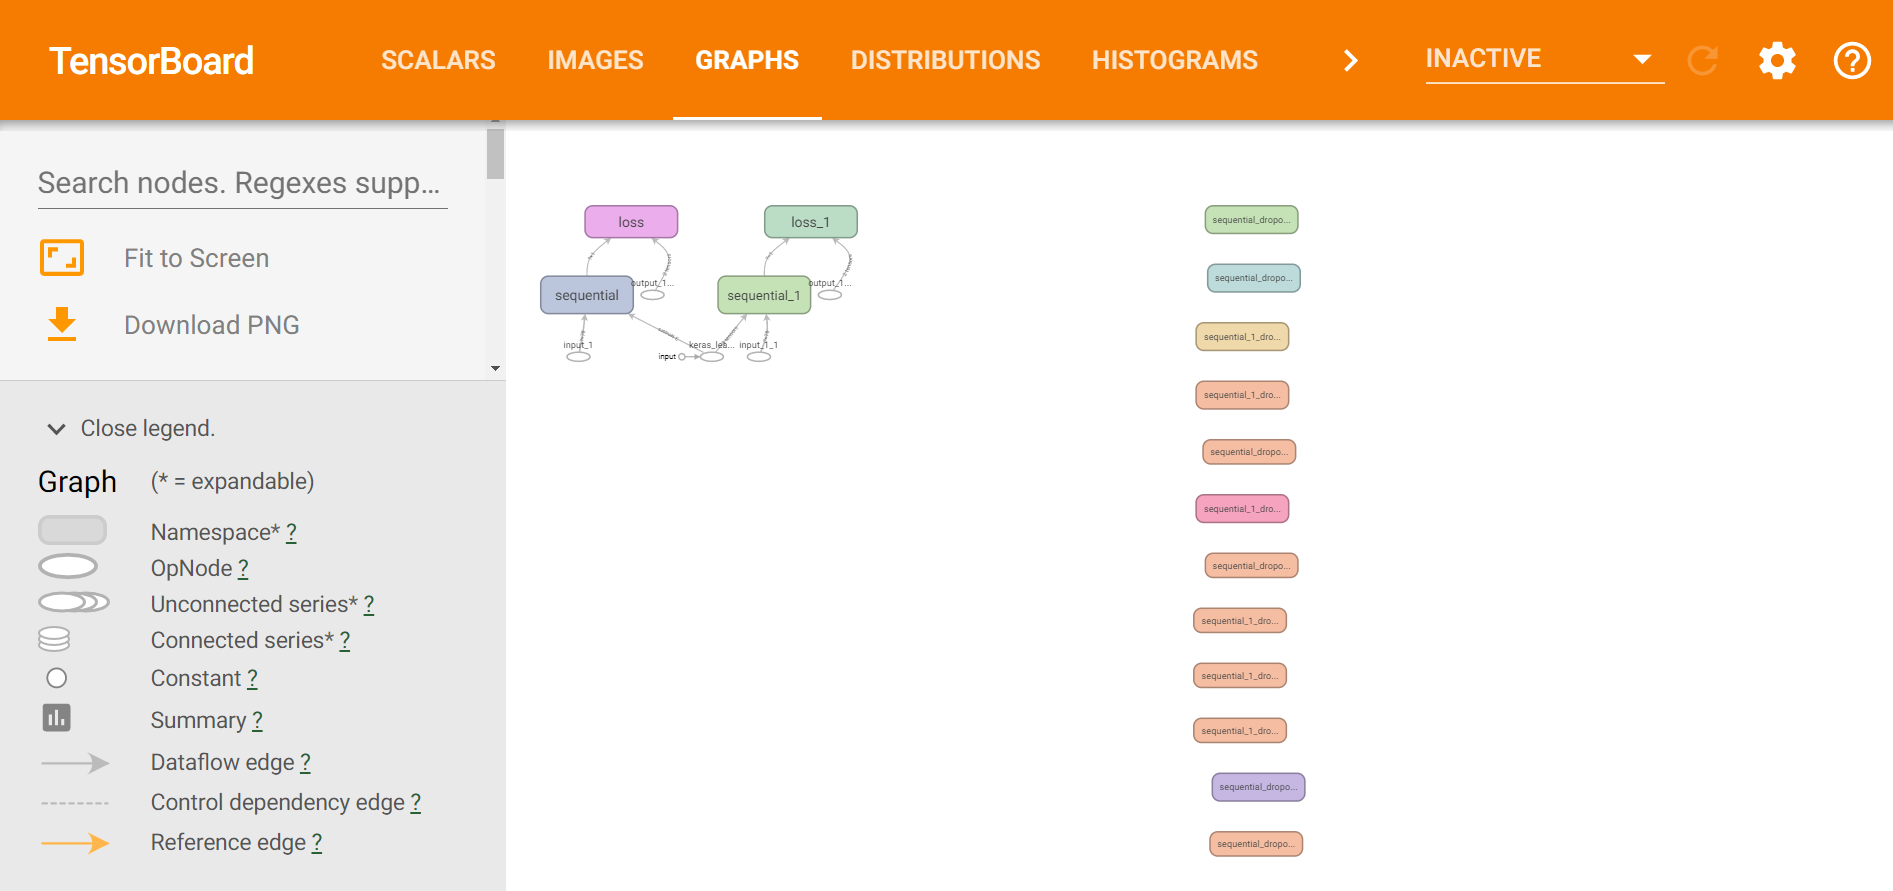 TensorBoard
SCALARS
IMAGES
GRAPHS
DISTRIBUTIONS
HISTOGRAMS
INACTIVE
Search nodes. Regexes supp...
Fit to Screen
Download PNG
Close legend.
Graph (* = expandable)
Namespace* ?
OpNode ?
Unconnected series* ?
Connected series* ?
Constant ?
Summary ?
Dataflow edge ?
Control dependency edge ?
Reference edge ?
loss
loss_1
sequential
output_1...
sequential_1
output_1...
input_1
input
keras_lea...
input_1_1
sequential_dropo...
sequential_dropo...
sequential_1_dro...
sequential_1_dro...
sequential_dropo...
sequential_1_dro...
sequential_dropo...
sequential_1_dro...
sequential_1_dro...
sequential_1_dro...
sequential_dropo...
sequential_dropo...